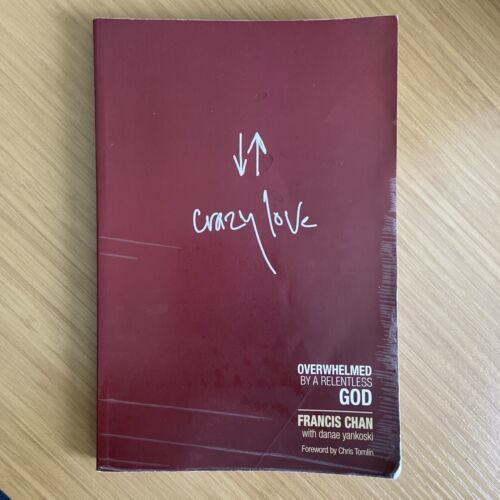 crazy love
OVERWHELMED
BY A RELENTLESS
GOD
FRANCIS CHAN
with danae yankoski
Foreword by Chris Tomlin